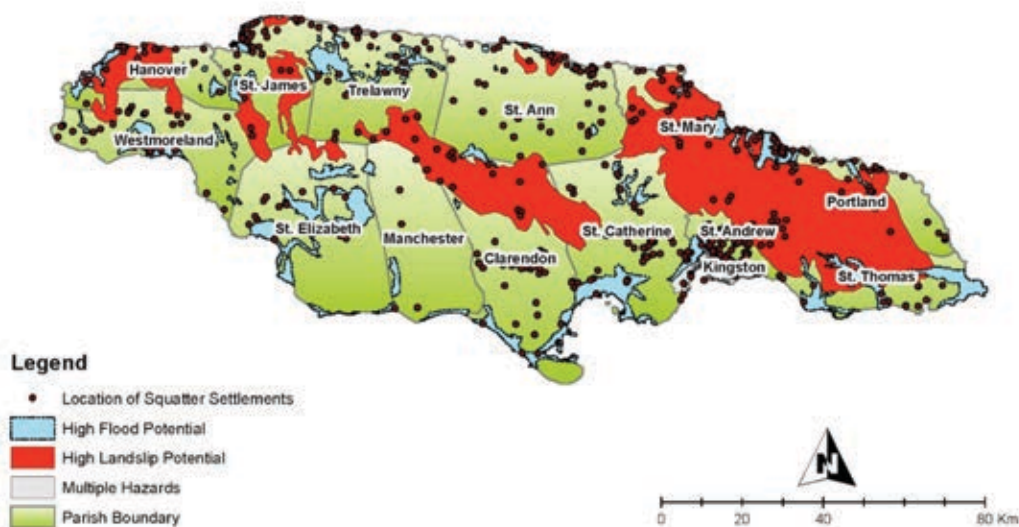 Hanover
St. James
Trelawny
St. Ann
St. Mary
Westmoreland
Portland
St. Elizabeth
Manchester
St. Catherine
St. Andrew
Clarendon
Kingston
St. Thomas
Legend
Location of Squatter Settlements
High Flood Potential
High Landslip Potential
Multiple Hazards
Parish Boundary
N
0 20 40 80 Km